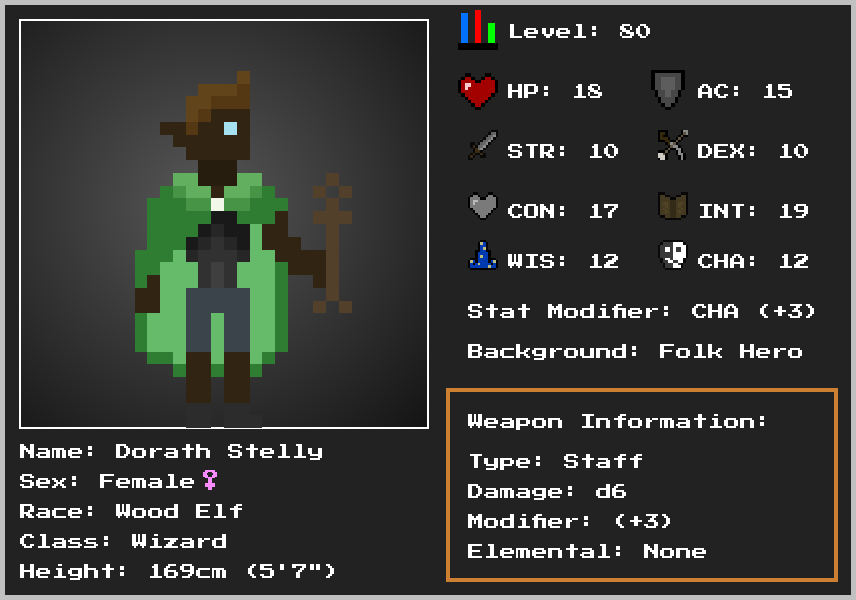 Level: 80
HP: 18
AC: 15
STR: 10
DEX: 10
CON: 17
INT: 19
WIS: 12
CHA: 12
Stat Modifier: CHA (+3)
Background: Folk Hero
Weapon Information:
Type: Staff
Damage: d6
Modifier: (+3)
Elemental: None
Name: Dorath Stelly
Sex: Female♀
Race: Wood Elf
Class: Wizard
Height: 169cm (5'7")